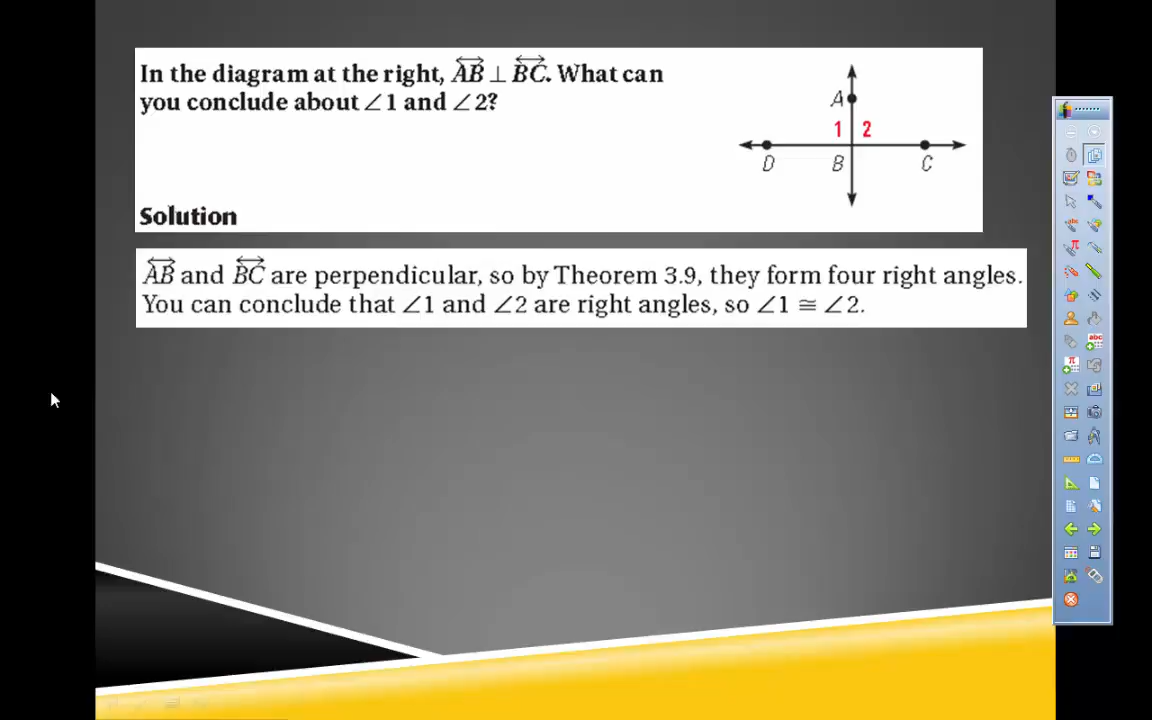 In the diagram at the right, AB ⊥ BC. What can
you conclude about ∠1 and ∠2?
A
1 2
D B C
Solution
AB and BC are perpendicular, so by Theorem 3.9, they form four right angles.
You can conclude that ∠1 and ∠2 are right angles, so ∠1 ≅ ∠2.